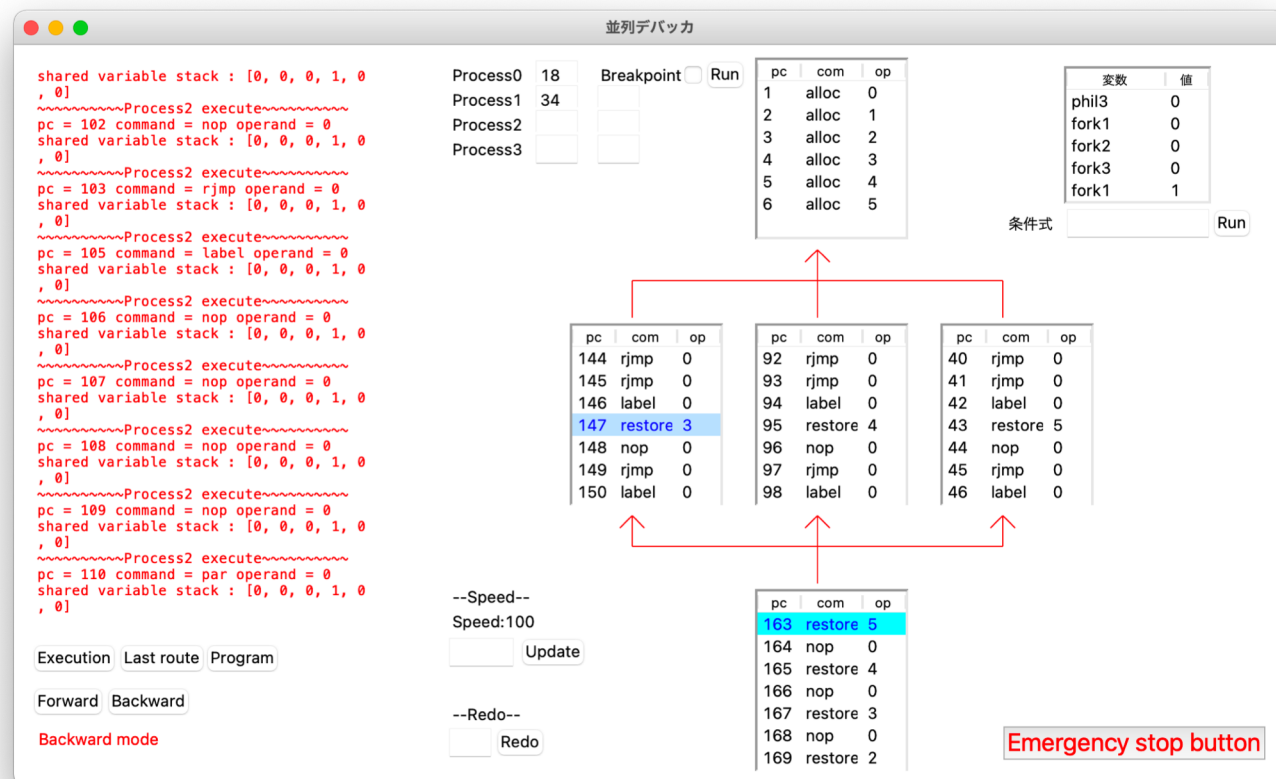 並列デバッカ
shared variable stack : [0, 0, 0, 1, 0
, 0]
~~~~~~~~~~Process2 execute~~~~~~~~~~
pc = 102 command = nop operand = 0
shared variable stack : [0, 0, 0, 1, 0
, 0]
~~~~~~~~~~Process2 execute~~~~~~~~~~
pc = 103 command = rjmp operand = 0
shared variable stack : [0, 0, 0, 1, 0
, 0]
~~~~~~~~~~Process2 execute~~~~~~~~~~
pc = 105 command = label operand = 0
shared variable stack : [0, 0, 0, 1, 0
, 0]
~~~~~~~~~~Process2 execute~~~~~~~~~~
pc = 106 command = nop operand = 0
shared variable stack : [0, 0, 0, 1, 0
, 0]
~~~~~~~~~~Process2 execute~~~~~~~~~~
pc = 107 command = nop operand = 0
shared variable stack : [0, 0, 0, 1, 0
, 0]
~~~~~~~~~~Process2 execute~~~~~~~~~~
pc = 108 command = nop operand = 0
shared variable stack : [0, 0, 0, 1, 0
, 0]
~~~~~~~~~~Process2 execute~~~~~~~~~~
pc = 109 command = nop operand = 0
shared variable stack : [0, 0, 0, 1, 0
, 0]
~~~~~~~~~~Process2 execute~~~~~~~~~~
pc = 110 command = par operand = 0
shared variable stack : [0, 0, 0, 1, 0
, 0]
Execution Last route Program
Forward Backward
Backward mode
Process0 18 Breakpoint Run
Process1 34
Process2
Process3
pc com op
1 alloc 0
2 alloc 1
3 alloc 2
4 alloc 3
5 alloc 4
6 alloc 5
変数 値
phil3 0
fork1 0
fork2 0
fork3 0
fork1 1
条件式 Run
pc com op
144 rjmp 0
145 rjmp 0
146 label 0
147 restore 3
148 nop 0
149 rjmp 0
150 label 0
pc com op
92 rjmp 0
93 rjmp 0
94 label 0
95 restore 4
96 nop 0
97 rjmp 0
98 label 0
pc com op
40 rjmp 0
41 rjmp 0
42 label 0
43 restore 5
44 nop 0
45 rjmp 0
46 label 0
--Speed--
Speed:100
Update
--Redo--
Redo
pc com op
163 restore 5
164 nop 0
165 restore 4
166 nop 0
167 restore 3
168 nop 0
169 restore 2
Emergency stop button